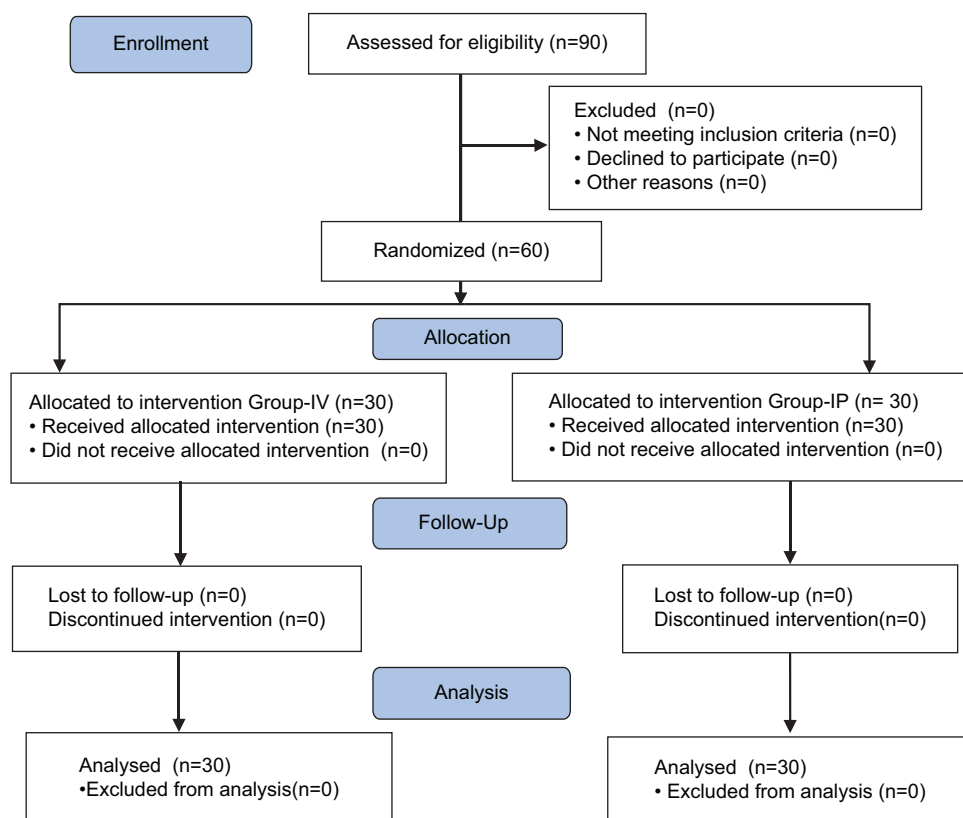 Enrollment
Assessed for eligibility (n=90)
Excluded  (n=0)
• Not meeting inclusion criteria (n=0)
• Declined to participate (n=0)
• Other reasons (n=0)
Randomized (n=60)
Allocation
Allocated to intervention Group-IV (n=30)
• Received allocated intervention (n=30)
• Did not receive allocated intervention  (n=0)
Allocated to intervention Group-IP (n= 30)
• Received allocated intervention (n=30)
• Did not receive allocated intervention (n=0)
Follow-Up
Lost to follow-up (n=0)
Discontinued intervention (n=0)
Lost to follow-up (n=0)
Discontinued intervention(n=0)
Analysis
Analysed  (n=30)
•Excluded from analysis(n=0)
Analysed  (n=30)
• Excluded from analysis (n=0)